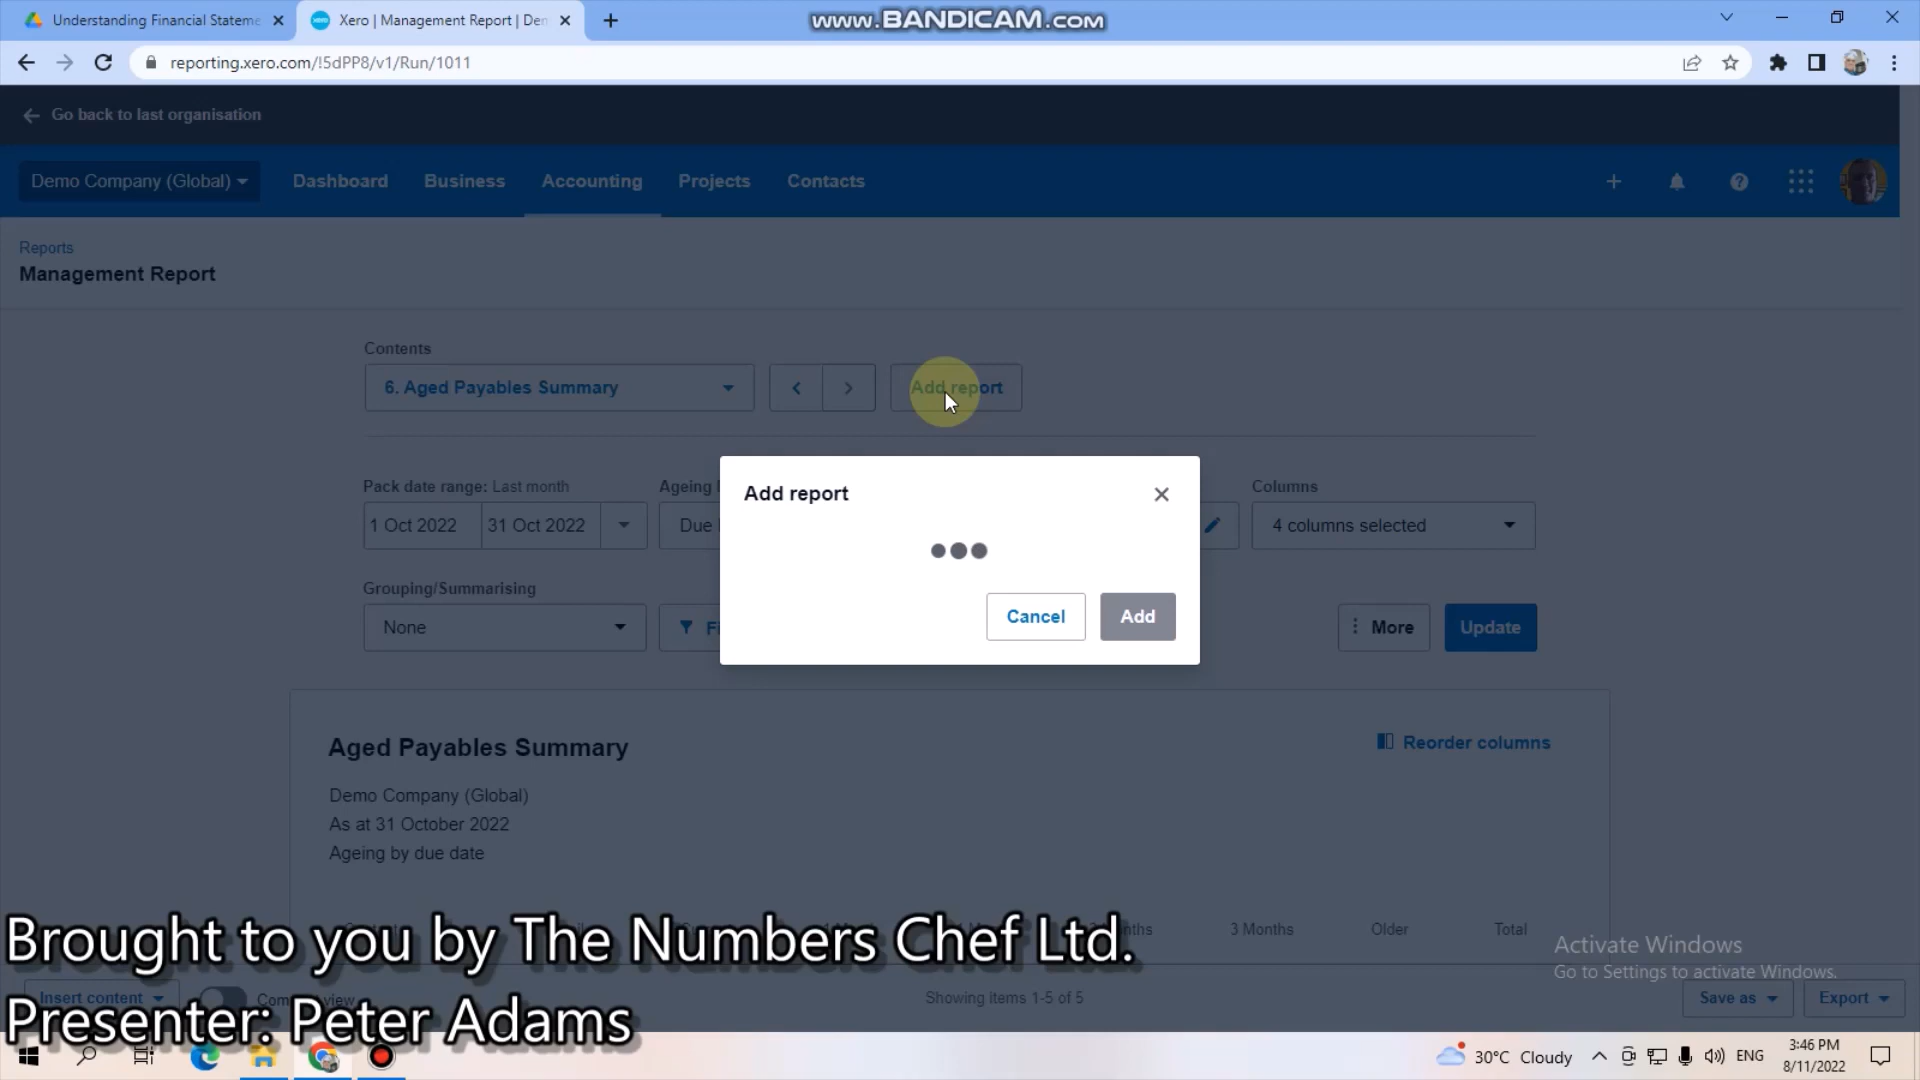 Understanding Financial Stateme
Xero | Management Report | Den
www.BANDICAM.com
reporting.xero.com/!5dPP8/v1/Run/1011
Go back to last organisation
Demo Company (Global)
Dashboard
Business
Accounting
Projects
Contacts
Reports
Management Report
Contents
6. Aged Payables Summary
Add report
Pack date range: Last month
Ageing
Columns
1 Oct 2022
31 Oct 2022
Due
4 columns selected
Add report
Cancel
Add
Grouping/Summarising
None
More
Update
Aged Payables Summary
Reorder columns
Demo Company (Global)
As at 31 October 2022
Ageing by due date
3 Months
Older
Total
Brought to you by The Numbers Chef Ltd.
Activate Windows
Go to Settings to activate Windows.
Insert content
Showing items 1-5 of 5
Save as
Export
Presenter: Peter Adams
30°C Cloudy
ENG
3:46 PM
8/11/2022